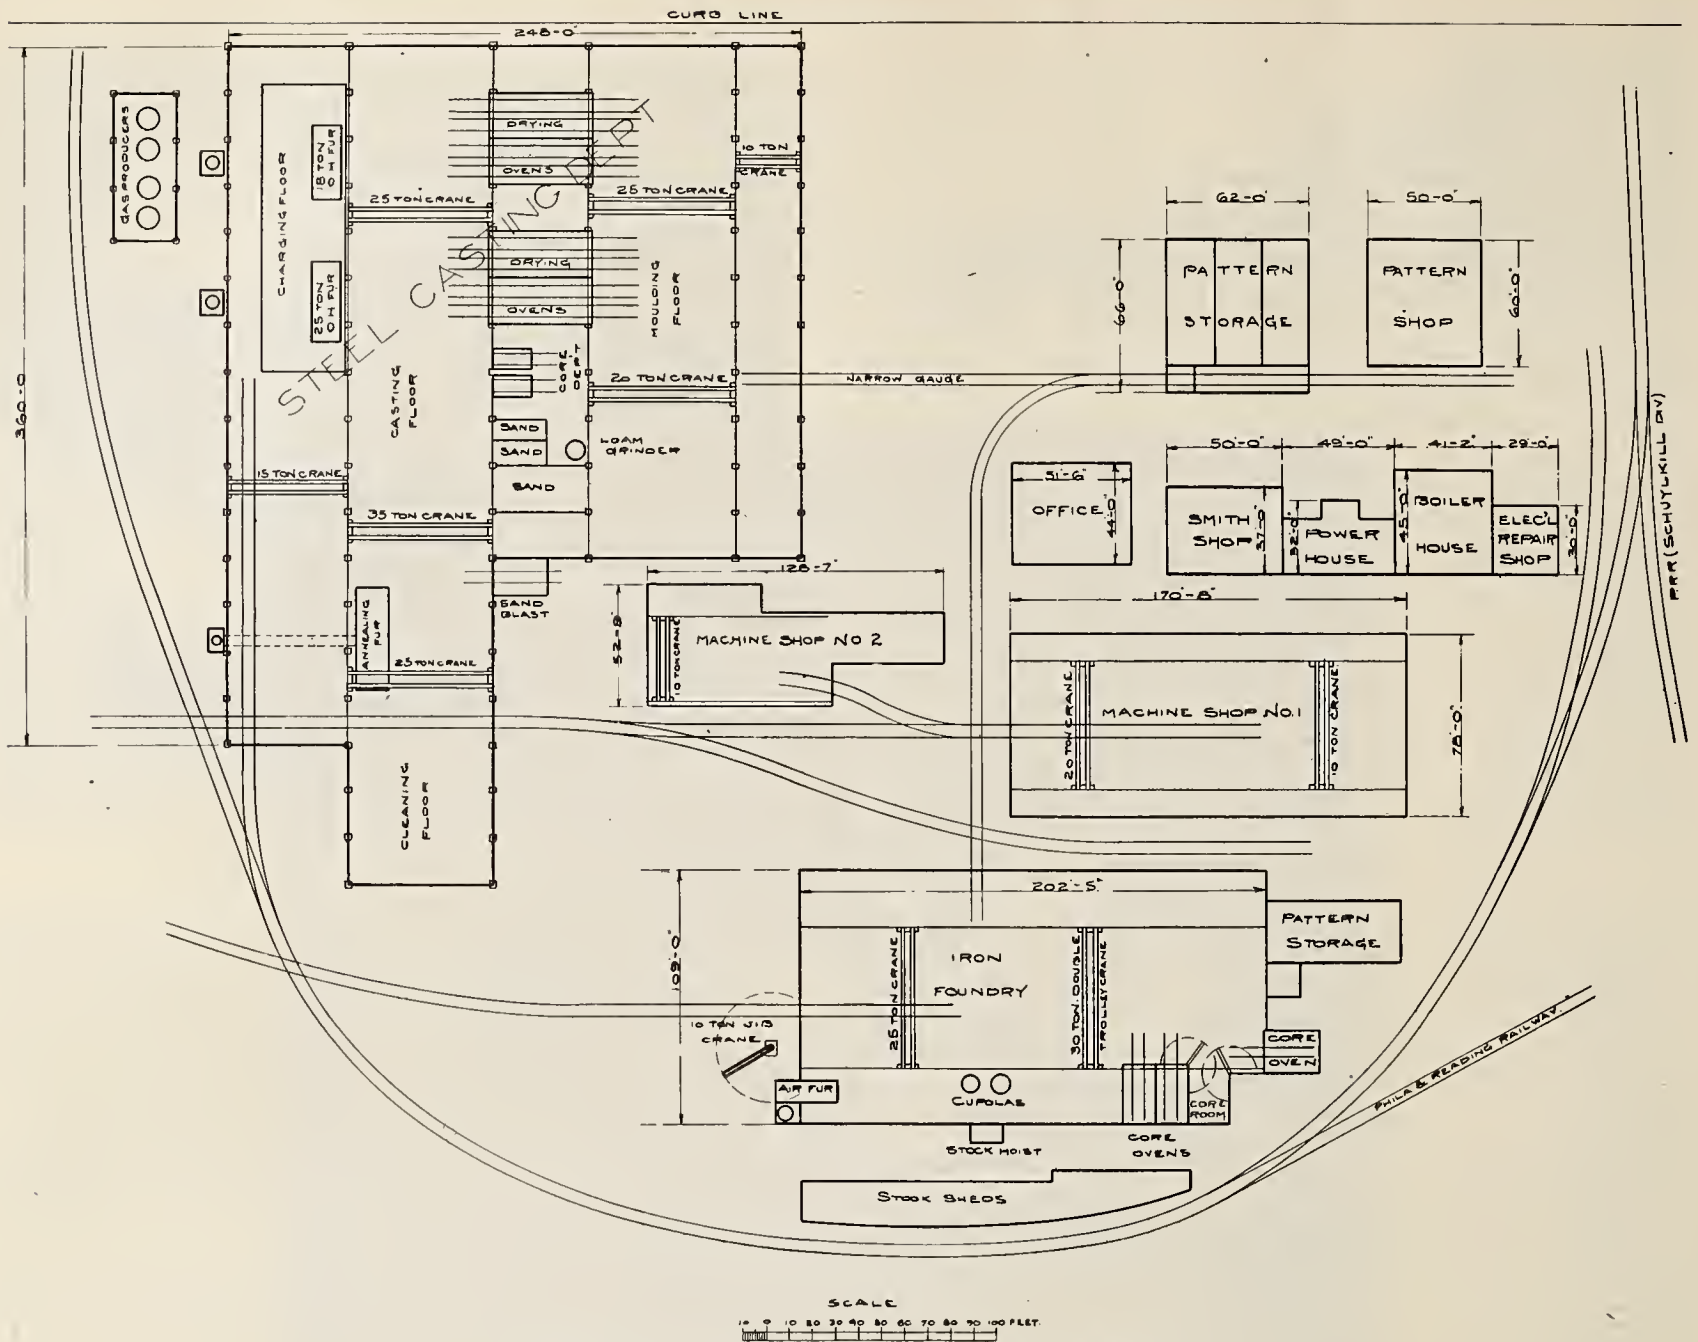 CURB LINE
248'-0"
360'-0"
GAS PRODUCERS
CHARGING FLOOR
18 TON
O H FUR
25 TON
O H FUR
STEEL CASTING DEPT
25 TON CRANE
DRYING
OVENS
25 TON CRANE
10 TON
CRANE
DRYING
OVENS
MOULDING
FLOOR
CORE
DEPT
20 TON CRANE
CASTING
FLOOR
SAND
SAND
LOAM
GRINDER
SAND
15 TON CRANE
35 TON CRANE
SAND
BLAST
ANNEALING
FUR
25 TON CRANE
CLEANING
FLOOR
NARROW GAUGE
62'-0"
66'-0"
PATTERN
STORAGE
50'-0"
60'-0"
PATTERN
SHOP
PRR (SCHUYLKILL DIV)
51'-6"
44'-0"
OFFICE
50'-0"
49'-0"
41'-2"
29'-0"
SMITH
SHOP
37'-0"
32'-0"
POWER
HOUSE
45'-0"
BOILER
HOUSE
ELEC'L
REPAIR
SHOP
30'-0"
128'-7"
52'-9"
10 TON CRANE
MACHINE SHOP NO 2
170'-8"
78'-0"
20 TON CRANE
MACHINE SHOP NO.1
10 TON CRANE
202'-5"
109'-0"
25 TON CRANE
IRON
FOUNDRY
30 TON DOUBLE
TROLLEY CRANE
PATTERN
STORAGE
10 TON JIB
CRANE
AIR FUR
CUPOLAS
CORE
OVEN
CORE
ROOM
CORE
OVENS
STOCK HOIST
STOCK SHEDS
PHILA & READING RAILWAY.
SCALE
10 0 10 20 30 40 50 60 70 80 90 100 FEET.